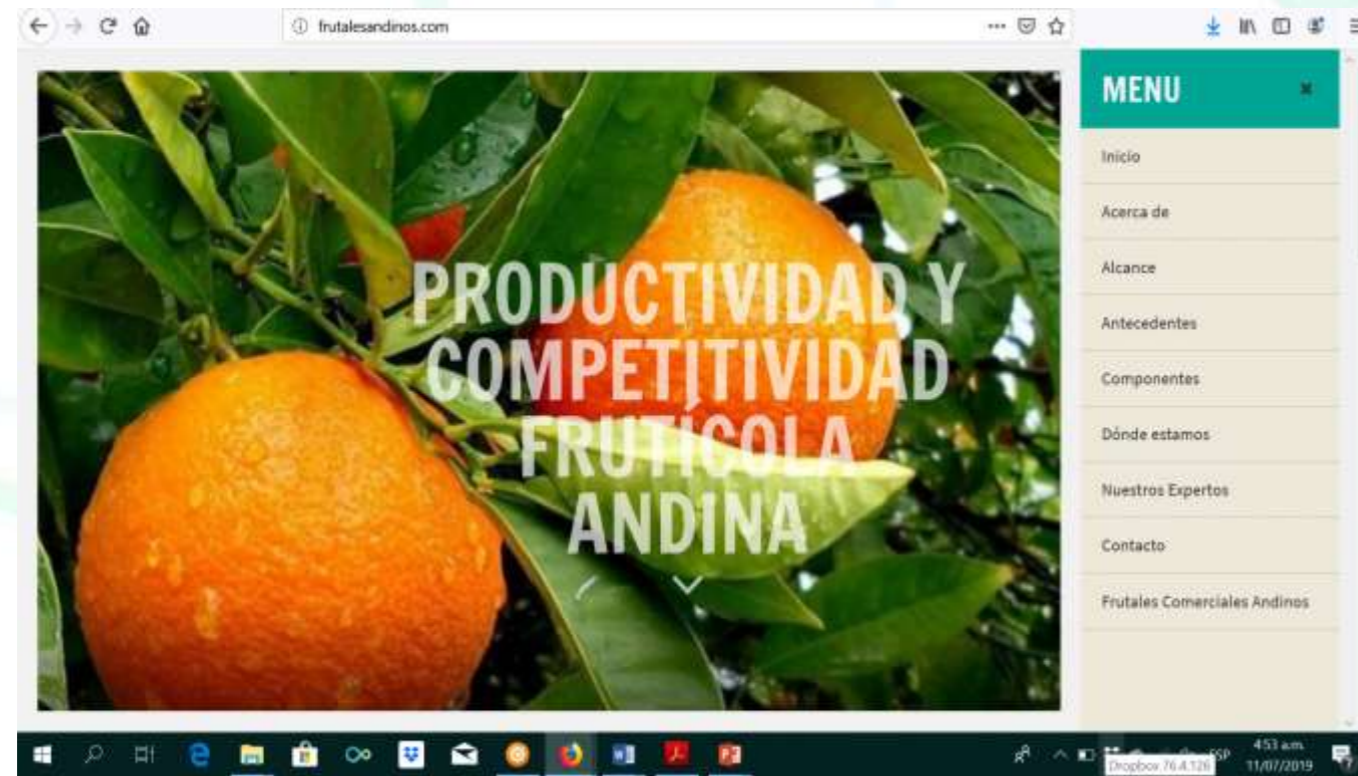 frutalesandinos.com
PRODUCTIVIDAD Y
COMPETITIVIDAD
FRUTÍCOLA
ANDINA
MENU
Inicio
Acerca de
Alcance
Antecedentes
Componentes
Dónde estamos
Nuestros Expertos
Contacto
Frutales Comerciales Andinos
Dropbox 76.4.126
ESP
4:53 a.m.
11/07/2019